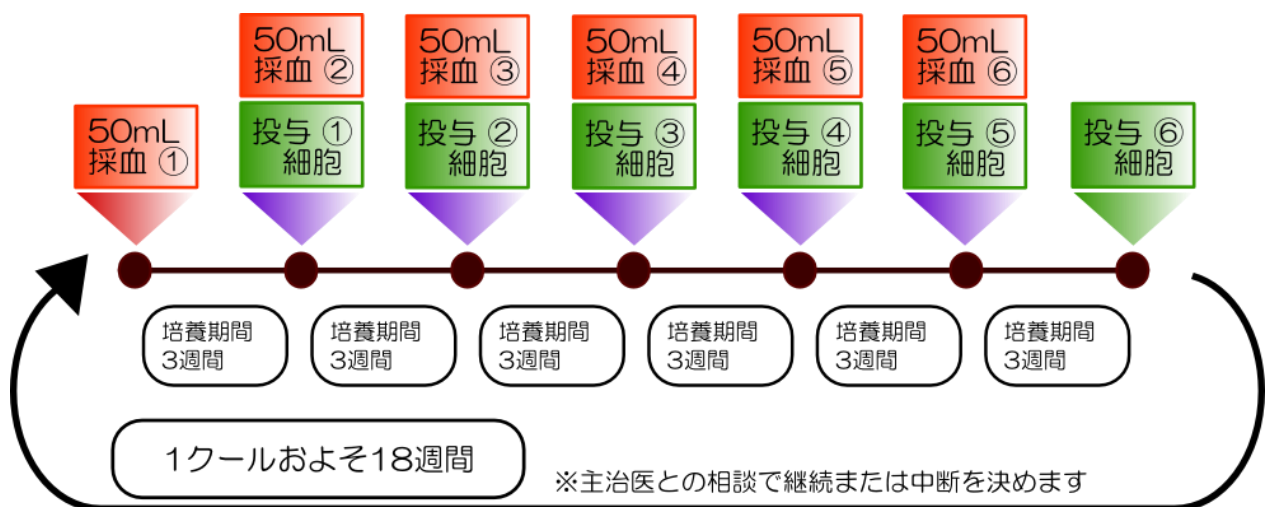 50mL
採血 ①
50mL
採血 ②
投与 ①
細胞
50mL
採血 ③
投与 ②
細胞
50mL
採血 ④
投与 ③
細胞
50mL
採血 ⑤
投与 ④
細胞
50mL
採血 ⑥
投与 ⑤
細胞
投与 ⑥
細胞
培養期間
3週間
培養期間
3週間
培養期間
3週間
培養期間
3週間
培養期間
3週間
培養期間
3週間
1クールおよそ18週間
※主治医との相談で継続または中断を決めます